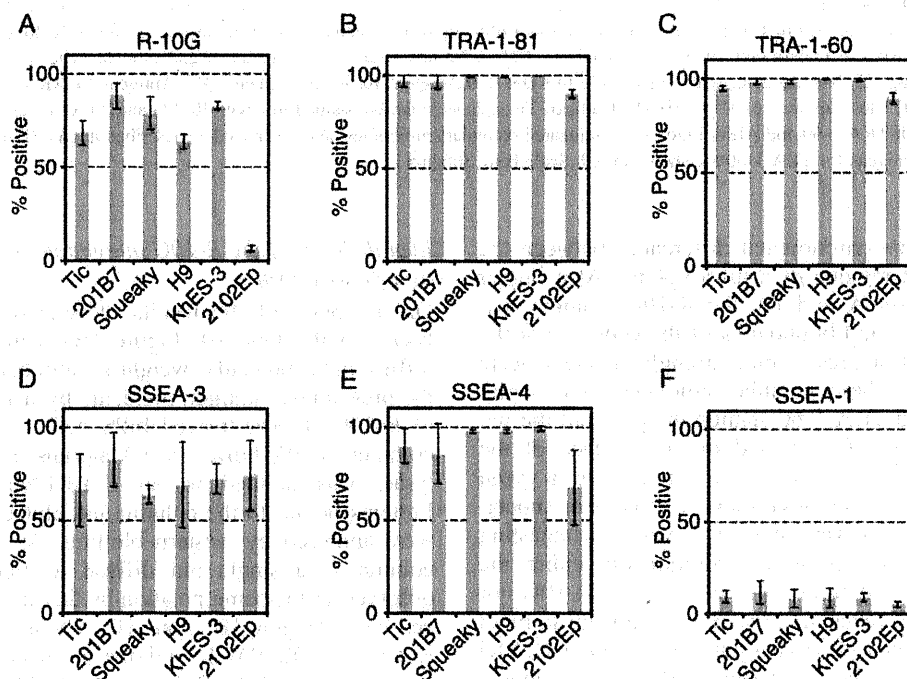 A
R-10G
% Positive
100
50
0
Tic
201B7
Squeaky
H9
KhES-3
2102Ep
B
TRA-1-81
% Positive
100
50
0
Tic
201B7
Squeaky
H9
KhES-3
2102Ep
C
TRA-1-60
% Positive
100
50
0
Tic
201B7
Squeaky
H9
KhES-3
2102Ep
D
SSEA-3
% Positive
100
50
0
Tic
201B7
Squeaky
H9
KhES-3
2102Ep
E
SSEA-4
% Positive
100
50
0
Tic
201B7
Squeaky
H9
KhES-3
2102Ep
F
SSEA-1
% Positive
100
50
0
Tic
201B7
Squeaky
H9
KhES-3
2102Ep